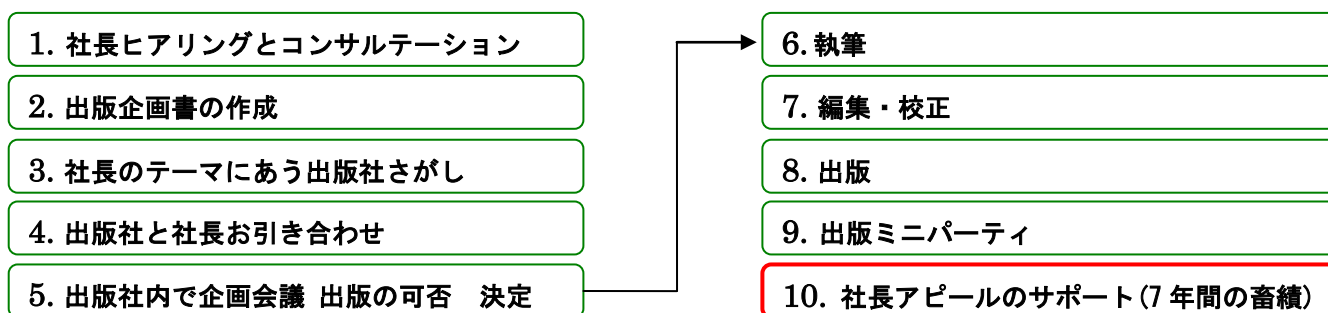 1. 社長ヒアリングとコンサルテーション
2. 出版企画書の作成
3. 社長のテーマにあう出版社さがし
4. 出版社と社長お引き合わせ
5. 出版社内で企画会議 出版の可否　決定
6. 執筆
7. 編集・校正
8. 出版
9. 出版ミニパーティ
10. 社長アピールのサポート(7 年間の畜績)